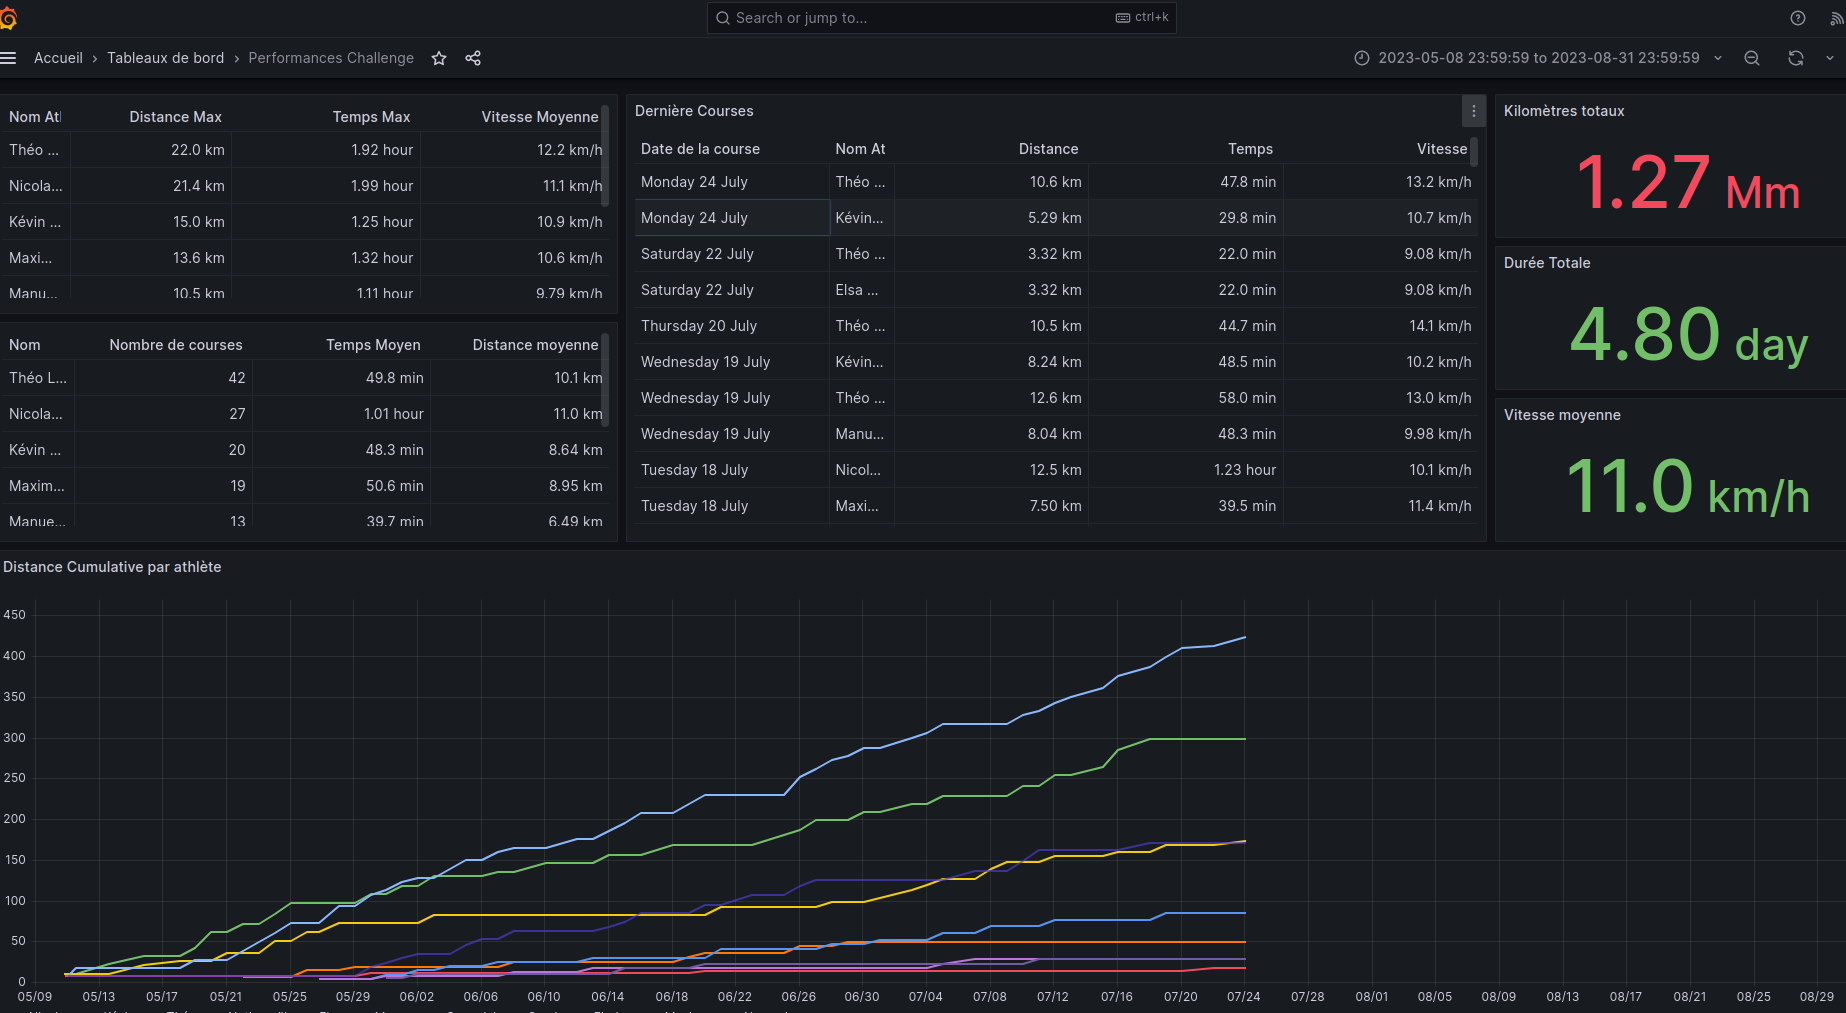 Search or jump to... ctrl+k
Accueil › Tableaux de bord › Performances Challenge
2023-05-08 23:59:59 to 2023-08-31 23:59:59
Nom At Distance Max Temps Max Vitesse Moyenne
Théo ... 22.0 km 1.92 hour 12.2 km/h
Nicola... 21.4 km 1.99 hour 11.1 km/h
Kévin ... 15.0 km 1.25 hour 10.9 km/h
Maxi... 13.6 km 1.32 hour 10.6 km/h
Manu... 10.5 km 1.11 hour 9.79 km/h
Nom Nombre de courses Temps Moyen Distance moyenne
Théo L... 42 49.8 min 10.1 km
Nicola... 27 1.01 hour 11.0 km
Kévin ... 20 48.3 min 8.64 km
Maxim... 19 50.6 min 8.95 km
Manue... 13 39.7 min 6.49 km
Dernière Courses
Date de la course Nom At Distance Temps Vitesse
Monday 24 July Théo ... 10.6 km 47.8 min 13.2 km/h
Monday 24 July Kévin... 5.29 km 29.8 min 10.7 km/h
Saturday 22 July Théo ... 3.32 km 22.0 min 9.08 km/h
Saturday 22 July Elsa ... 3.32 km 22.0 min 9.08 km/h
Thursday 20 July Théo ... 10.5 km 44.7 min 14.1 km/h
Wednesday 19 July Kévin... 8.24 km 48.5 min 10.2 km/h
Wednesday 19 July Théo ... 12.6 km 58.0 min 13.0 km/h
Wednesday 19 July Manu... 8.04 km 48.3 min 9.98 km/h
Tuesday 18 July Nicol... 12.5 km 1.23 hour 10.1 km/h
Tuesday 18 July Maxi... 7.50 km 39.5 min 11.4 km/h
Kilomètres totaux
1.27 Mm
Durée Totale
4.80 day
Vitesse moyenne
11.0 km/h
Distance Cumulative par athlète
450
400
350
300
250
200
150
100
50
0
05/09 05/13 05/17 05/21 05/25 05/29 06/02 06/06 06/10 06/14 06/18 06/22 06/26 06/30 07/04 07/08 07/12 07/16 07/20 07/24 07/28 08/01 08/05 08/09 08/13 08/17 08/21 08/25 08/29